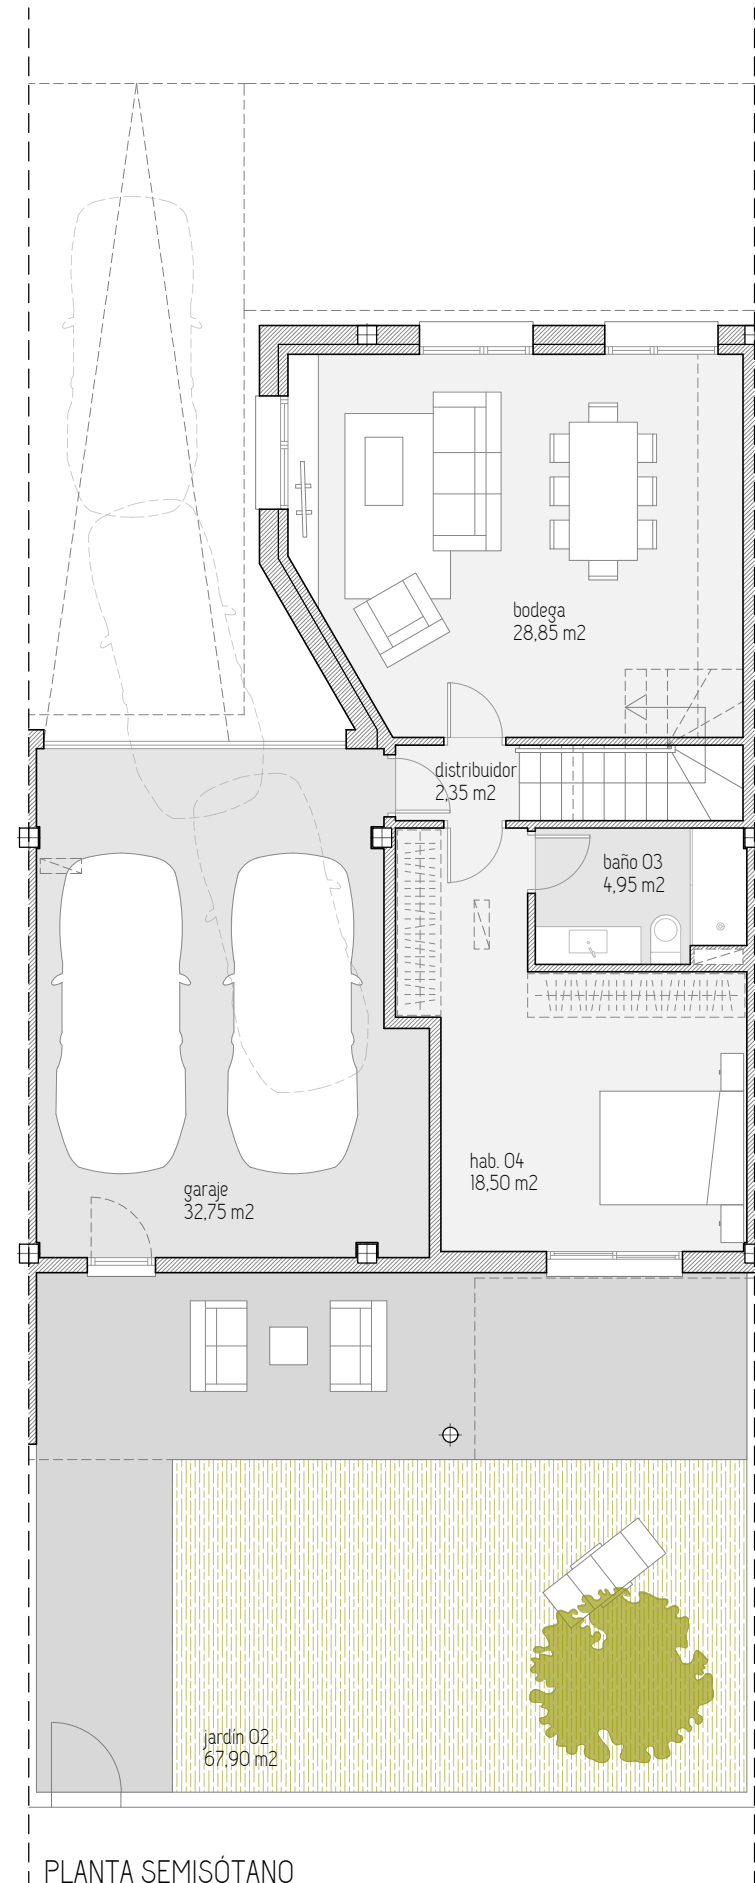 bodega
28,85 m2
distribuidor
2,35 m2
baño 03
4,95 m2
hab. 04
18,50 m2
garaje
32,75 m2
jardín 02
67,90 m2
PLANTA SEMISÓTANO